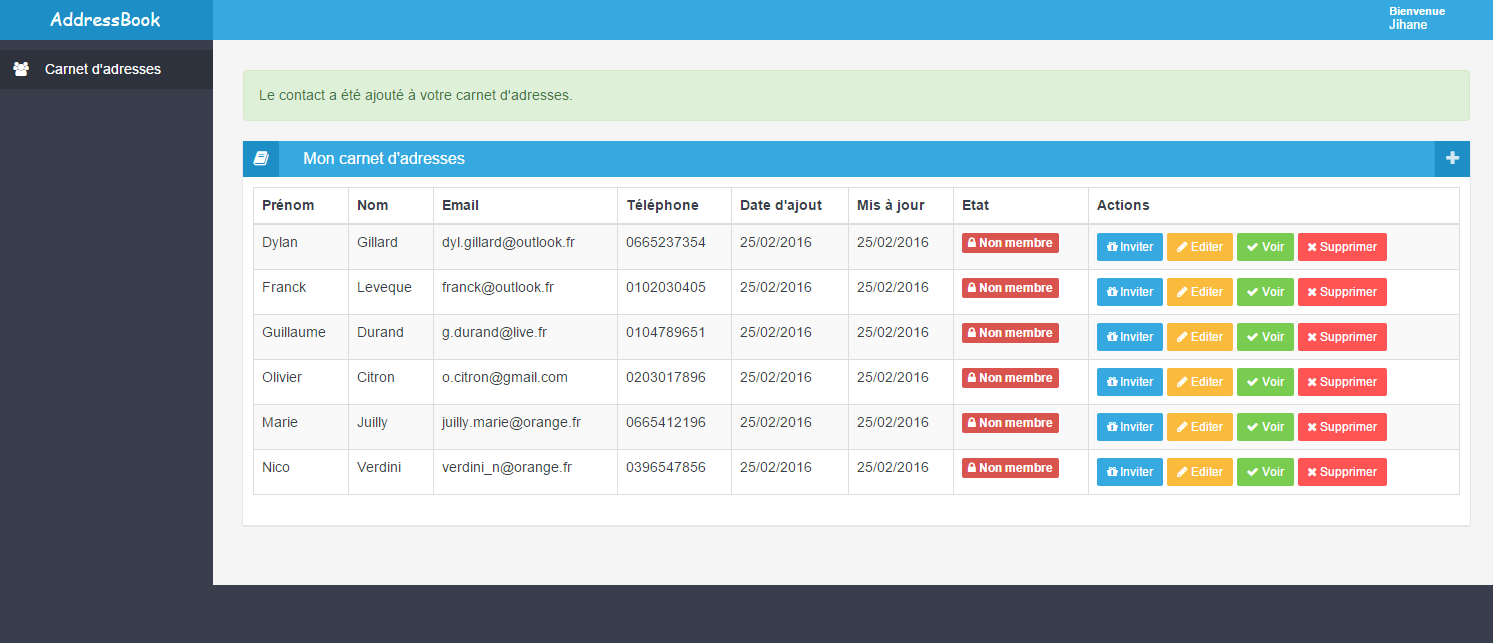 AddressBook
Bienvenue
Jihane
Carnet d'adresses
Le contact a été ajouté à votre carnet d'adresses.
Mon carnet d'adresses
Prénom Nom Email Téléphone Date d'ajout Mis à jour Etat Actions
Dylan Gillard dyl.gillard@outlook.fr 0665237354 25/02/2016 25/02/2016 Non membre Inviter Editer Voir Supprimer
Franck Leveque franck@outlook.fr 0102030405 25/02/2016 25/02/2016 Non membre Inviter Editer Voir Supprimer
Guillaume Durand g.durand@live.fr 0104789651 25/02/2016 25/02/2016 Non membre Inviter Editer Voir Supprimer
Olivier Citron o.citron@gmail.com 0203017896 25/02/2016 25/02/2016 Non membre Inviter Editer Voir Supprimer
Marie Juilly juilly.marie@orange.fr 0665412196 25/02/2016 25/02/2016 Non membre Inviter Editer Voir Supprimer
Nico Verdini verdini_n@orange.fr 0396547856 25/02/2016 25/02/2016 Non membre Inviter Editer Voir Supprimer